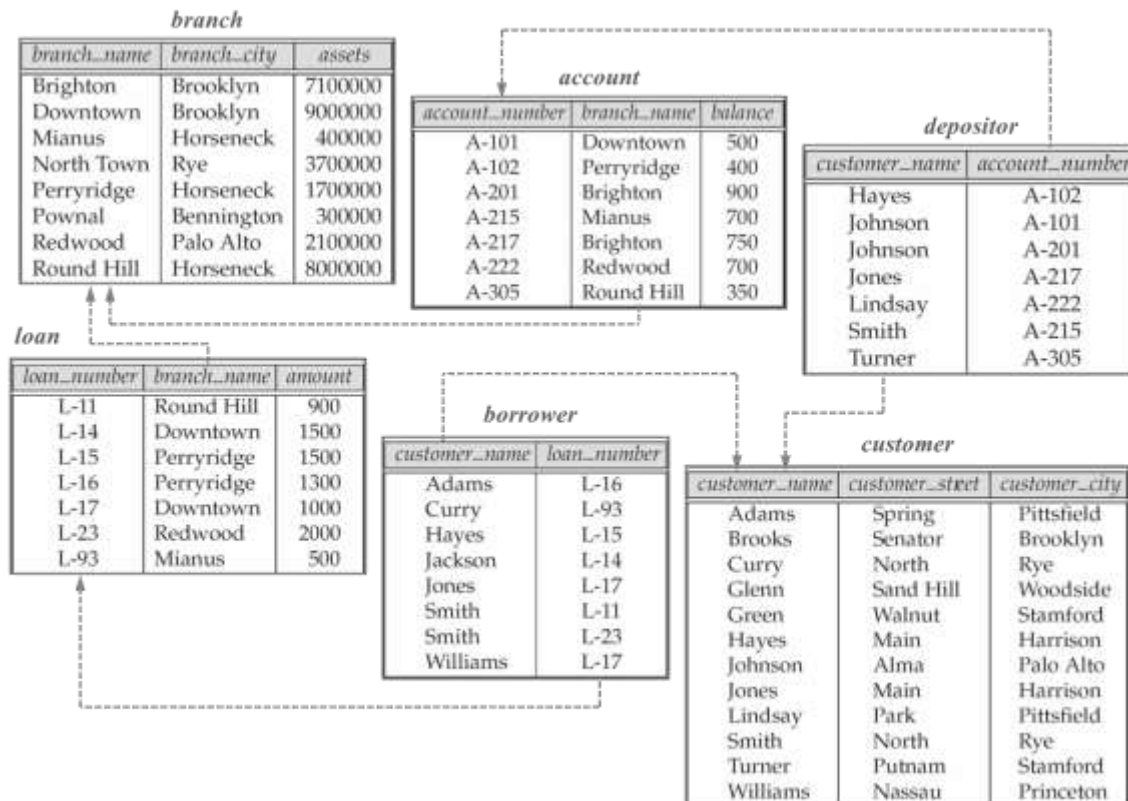 branch
branch_name branch_city assets
Brighton Brooklyn 7100000
Downtown Brooklyn 9000000
Mianus Horseneck 400000
North Town Rye 3700000
Perryridge Horseneck 1700000
Pownal Bennington 300000
Redwood Palo Alto 2100000
Round Hill Horseneck 8000000
account
account_number branch_name balance
A-101 Downtown 500
A-102 Perryridge 400
A-201 Brighton 900
A-215 Mianus 700
A-217 Brighton 750
A-222 Redwood 700
A-305 Round Hill 350
depositor
customer_name account_number
Hayes A-102
Johnson A-101
Johnson A-201
Jones A-217
Lindsay A-222
Smith A-215
Turner A-305
loan
loan_number branch_name amount
L-11 Round Hill 900
L-14 Downtown 1500
L-15 Perryridge 1500
L-16 Perryridge 1300
L-17 Downtown 1000
L-23 Redwood 2000
L-93 Mianus 500
borrower
customer_name loan_number
Adams L-16
Curry L-93
Hayes L-15
Jackson L-14
Jones L-17
Smith L-11
Smith L-23
Williams L-17
customer
customer_name customer_street customer_city
Adams Spring Pittsfield
Brooks Senator Brooklyn
Curry North Rye
Glenn Sand Hill Woodside
Green Walnut Stamford
Hayes Main Harrison
Johnson Alma Palo Alto
Jones Main Harrison
Lindsay Park Pittsfield
Smith North Rye
Turner Putnam Stamford
Williams Nassau Princeton